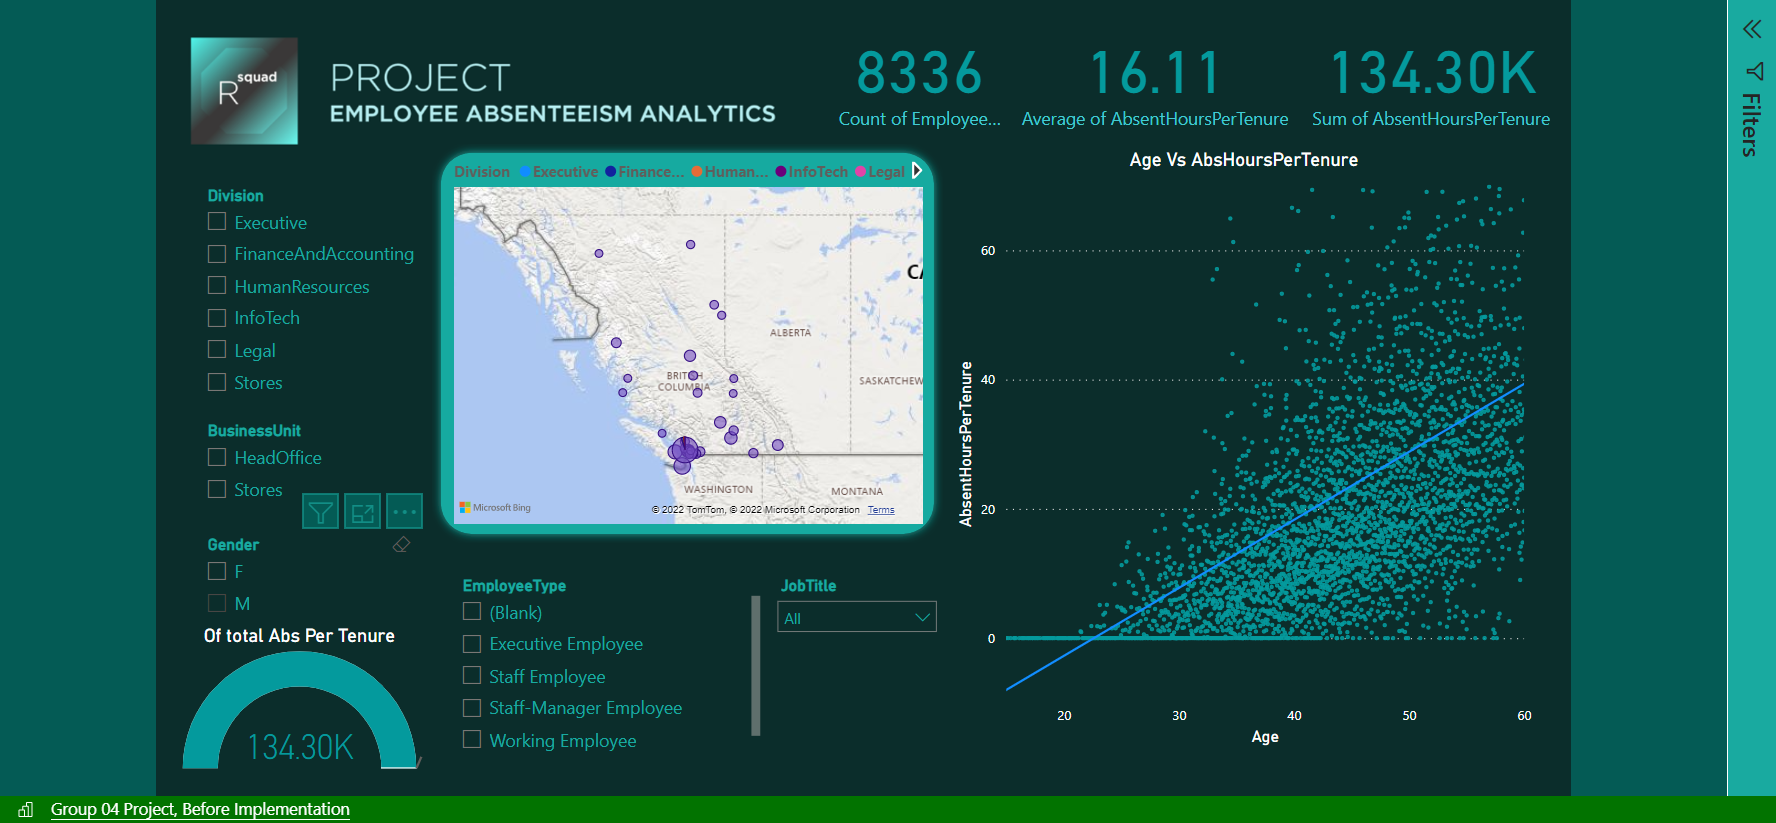 R squad
PROJECT
EMPLOYEE ABSENTEEISM ANALYTICS
8336
Count of Employee...
16.11
Average of AbsentHoursPerTenure
134.30K
Sum of AbsentHoursPerTenure
Filters
Division
Executive
FinanceAndAccounting
HumanResources
InfoTech
Legal
Stores
BusinessUnit
HeadOffice
Stores
Gender
F
M
Of total Abs Per Tenure
134.30K
Division Executive Finance... Human... InfoTech Legal
CA
ALBERTA
BRITISH
COLUMBIA
SASKATCHEW
WASHINGTON
MONTANA
Microsoft Bing
© 2022 TomTom, © 2022 Microsoft Corporation Terms
EmployeeType
(Blank)
Executive Employee
Staff Employee
Staff-Manager Employee
Working Employee
JobTitle
All
Age Vs AbsHoursPerTenure
AbsentHoursPerTenure
60
40
20
0
20 30 40 50 60
Age
Group 04 Project, Before Implementation